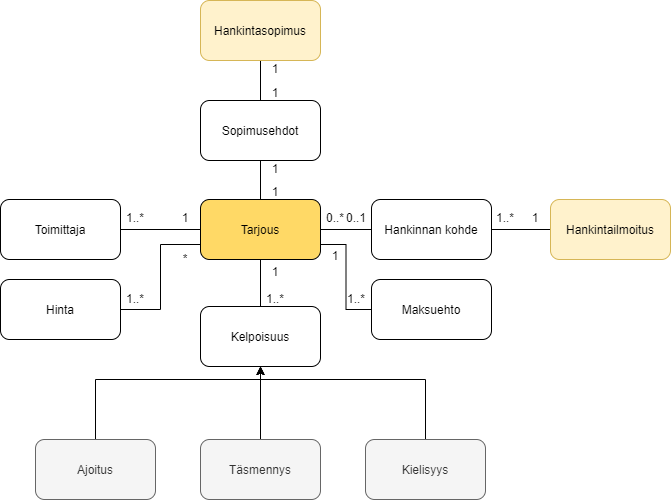 Hankintasopimus
1
1
Sopimusehdot
1
1
Toimittaja
1..*
1
Tarjous
0..*
0..1
Hankinnan kohde
1..*
1
Hankintailmoitus
*
1
Hinta
1..*
1
1..*
1..*
Maksuehto
Kelpoisuus
Ajoitus
Täsmennys
Kielisyys